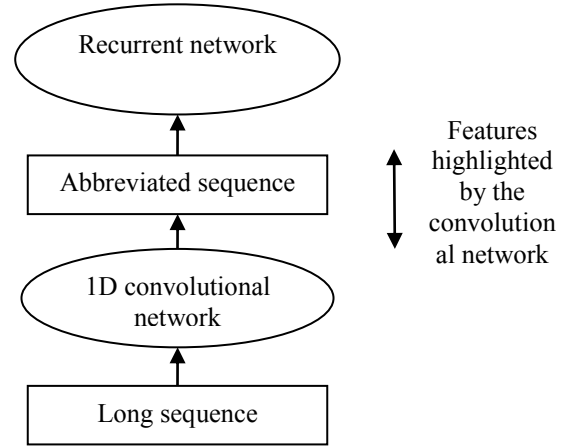 Recurrent network
Abbreviated sequence
Features
highlighted
by the
convolution
al network
1D convolutional
network
Long sequence